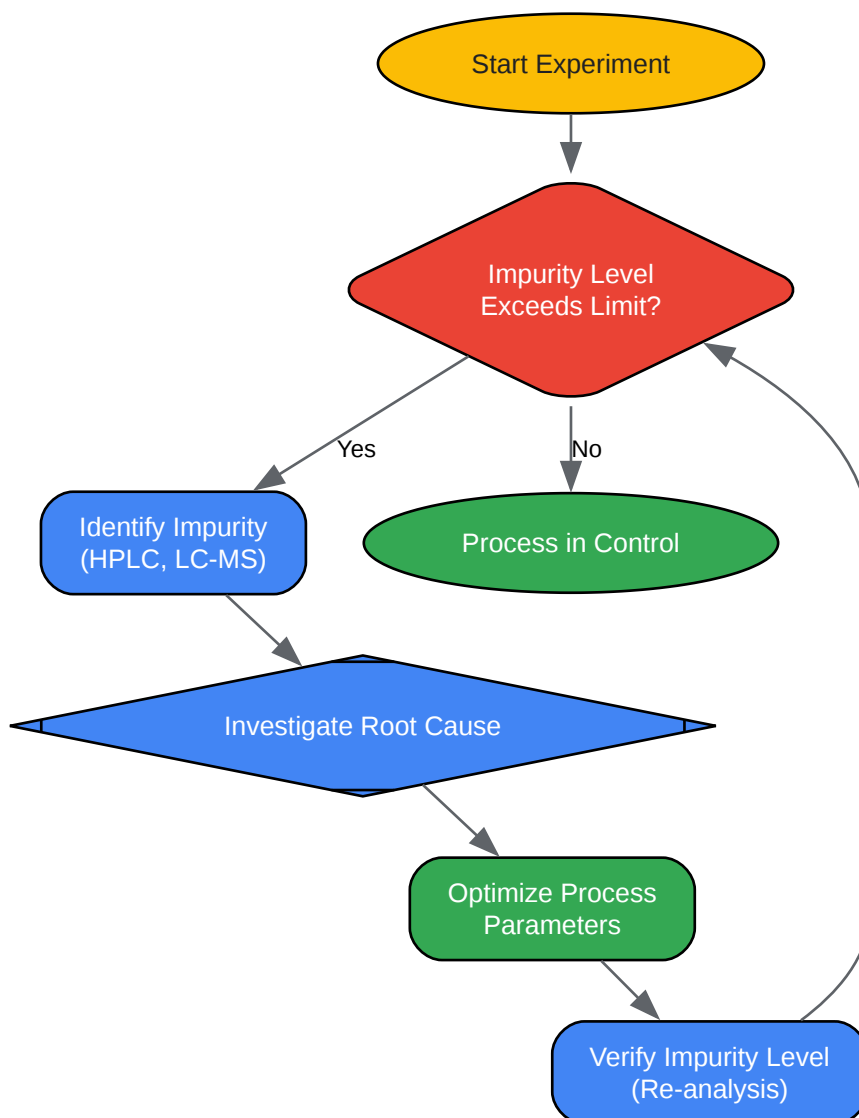 Start Experiment
Impurity Level
Exceeds Limit?
Yes
No
Identify Impurity
(HPLC, LC-MS)
Process in Control
Investigate Root Cause
Optimize Process
Parameters
Verify Impurity Level
(Re-analysis)